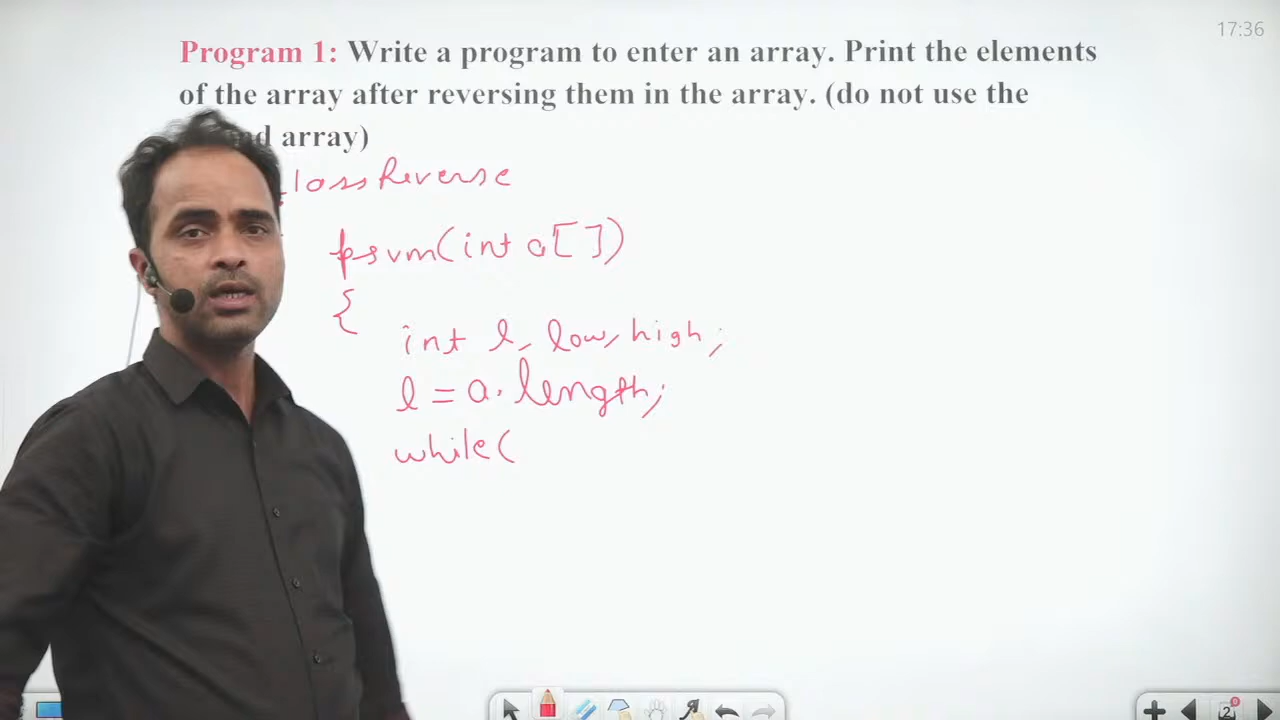 17:36
Program 1: Write a program to enter an array. Print the elements
of the array after reversing them in the array. (do not use the
array)
class Reverse
psvm(int a[])
{
int l, low, high;
l = a.length;
while(
2